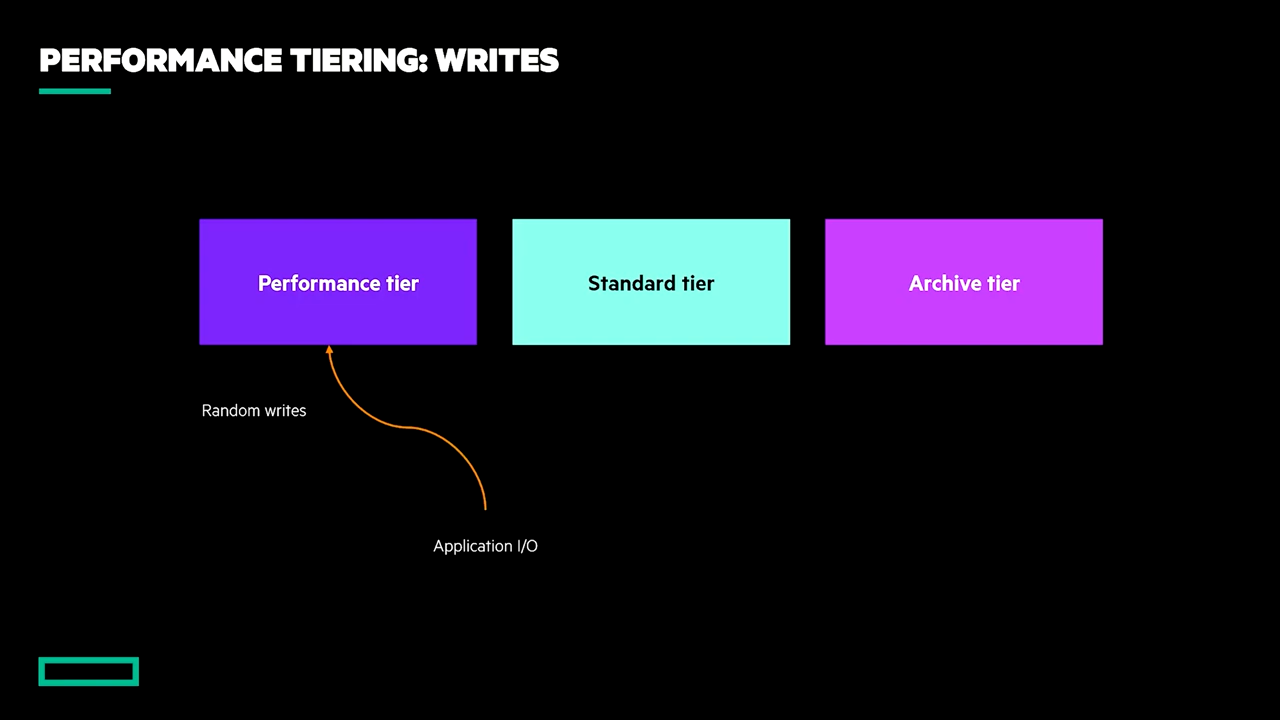 PERFORMANCE TIERING: WRITES
Performance tier
Standard tier
Archive tier
Random writes
Application I/O